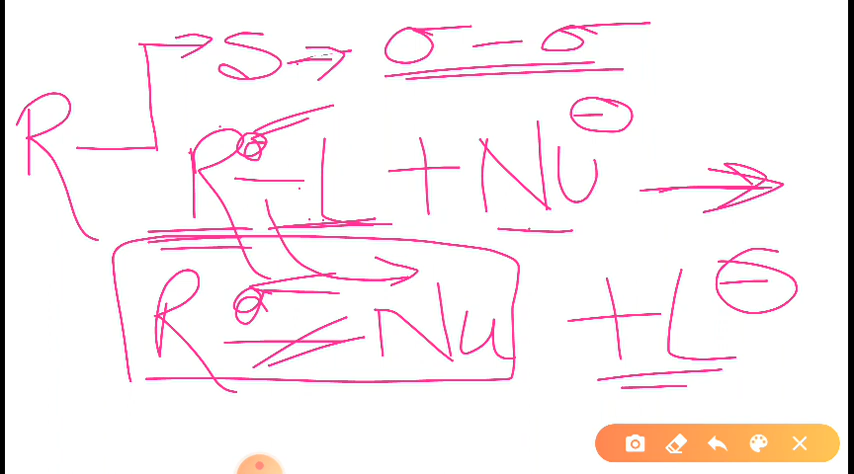 R → S → σ – σ
R σ – L + Nu⊖ →
R σ – Nu + L⊖